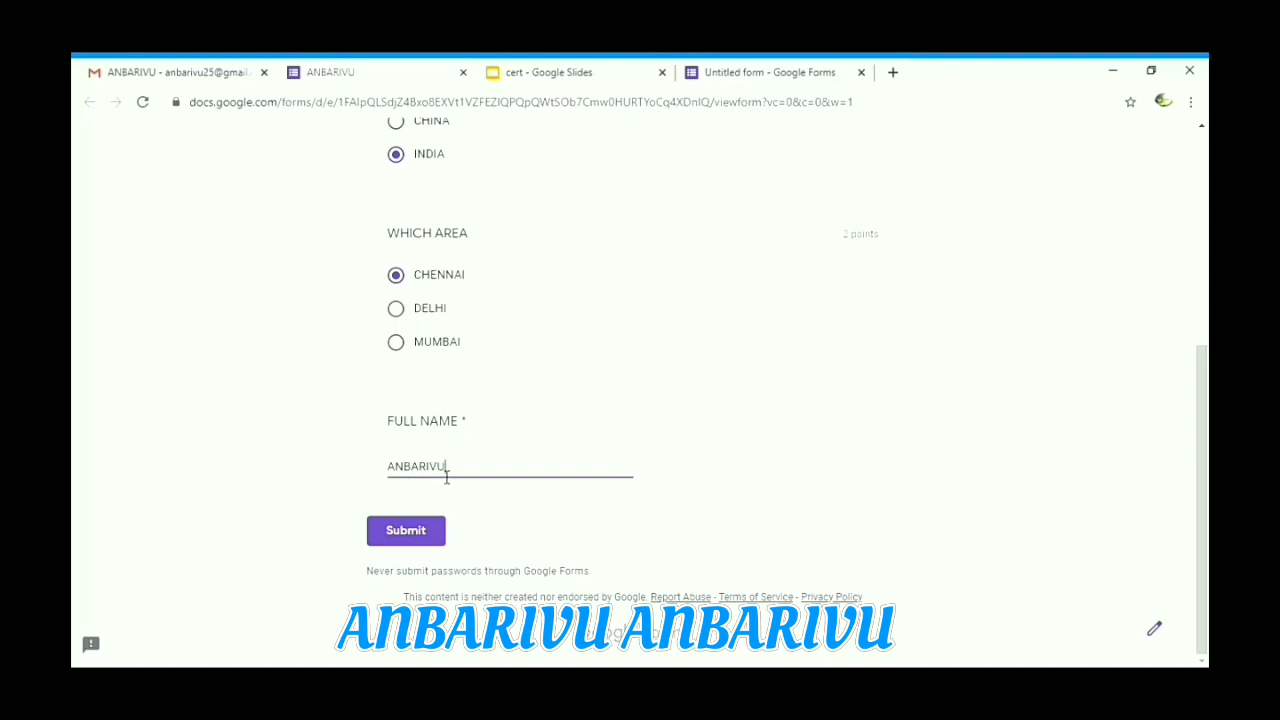 ANBARIVU - anbarivu25@gmail.
ANBARIVU
cert - Google Slides
Untitled form - Google Forms
docs.google.com/forms/d/e/1FAIpQLSdjZ4Bxo8EXVt1VZFEZIQPQpQWtSOb7Cmw0HURTYoCq4XDnIQ/viewform?vc=0&c=0&w=1
CHINA
INDIA
WHICH AREA
2 points
CHENNAI
DELHI
MUMBAI
FULL NAME *
ANBARIVU
Submit
Never submit passwords through Google Forms
This content is neither created nor endorsed by Google. Report Abuse - Terms of Service - Privacy Policy
ANBARIVU ANBARIVU